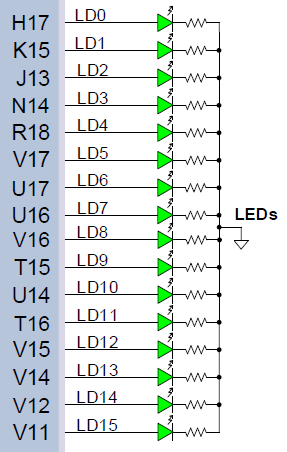 H17 LD0
K15 LD1
J13 LD2
N14 LD3
R18 LD4
V17 LD5
U17 LD6
U16 LD7
LEDs
V16 LD8
T15 LD9
U14 LD10
T16 LD11
V15 LD12
V14 LD13
V12 LD14
V11 LD15